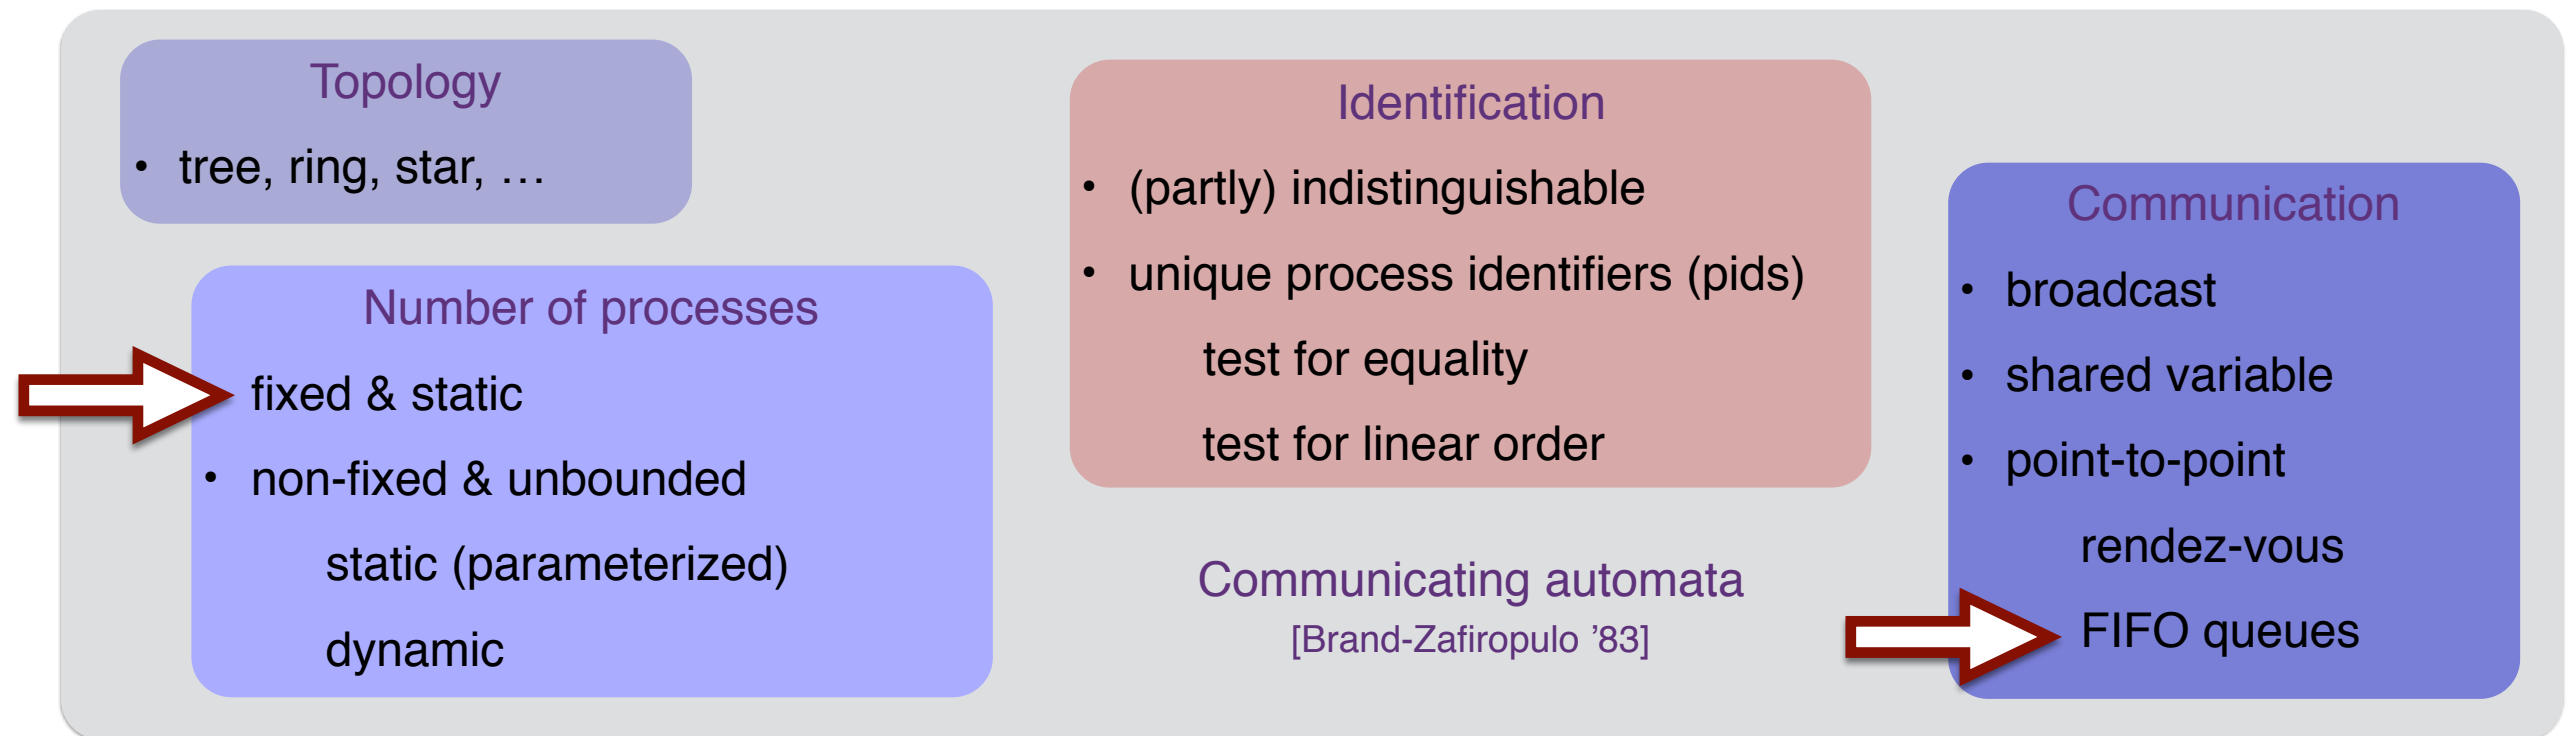 Topology
• tree, ring, star, …
Number of processes
fixed & static
• non-fixed & unbounded
static (parameterized)
dynamic
Identification
• (partly) indistinguishable
• unique process identifiers (pids)
test for equality
test for linear order
Communicating automata
[Brand-Zafiropulo ’83]
Communication
• broadcast
• shared variable
• point-to-point
rendez-vous
FIFO queues